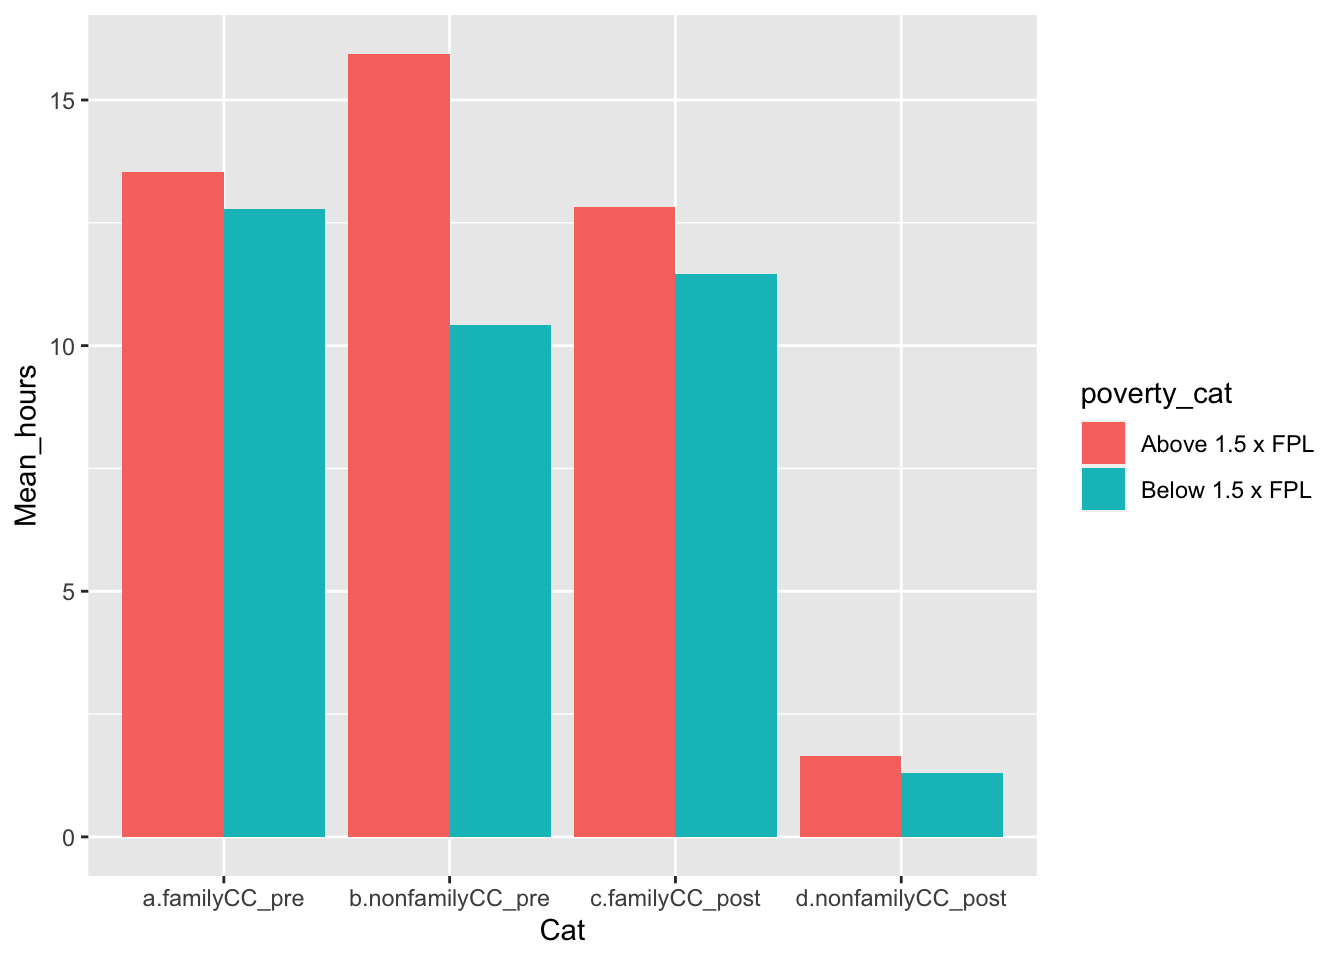 15
10
5
0
Mean_hours
a.familyCC_pre
b.nonfamilyCC_pre
c.familyCC_post
d.nonfamilyCC_post
Cat
poverty_cat
Above 1.5 x FPL
Below 1.5 x FPL